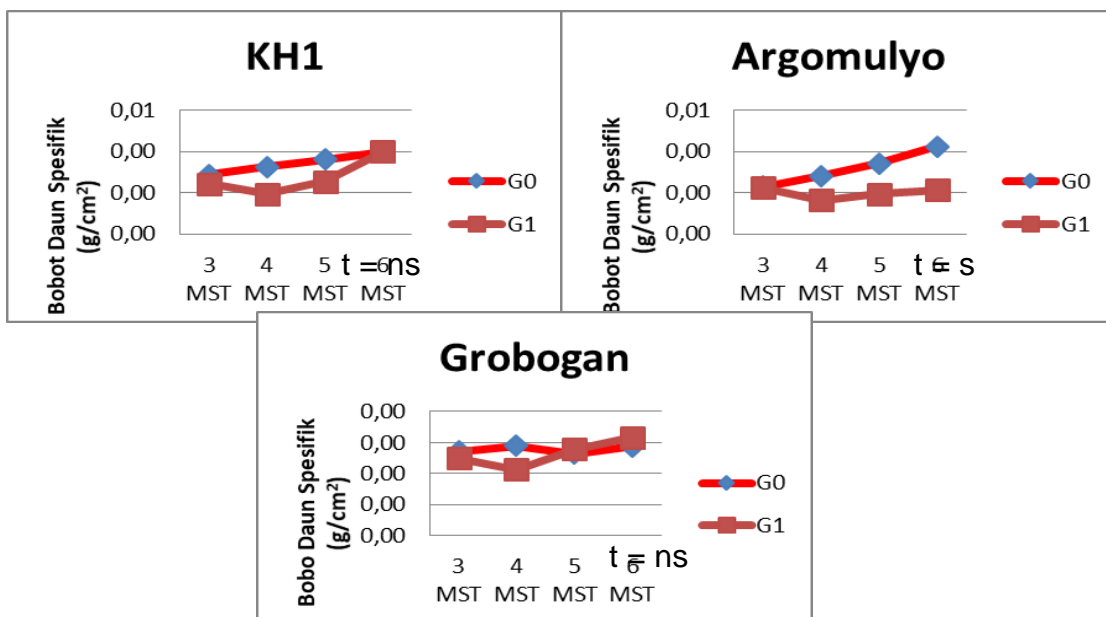 KH1
Bobot Daun Spesifik
(g/cm²)
0,01
0,00
0,00
0,00
3 4 5 6
MST MST MST MST
t = ns
G0
G1
Argomulyo
Bobot Daun Spesifik
(g/cm²)
0,01
0,00
0,00
0,00
3 4 5 6
MST MST MST MST
t = s
G0
G1
Grobogan
Bobo Daun Spesifik
(g/cm²)
0,00
0,00
0,00
0,00
0,00
3 4 5 6
MST MST MST MST
t = ns
G0
G1